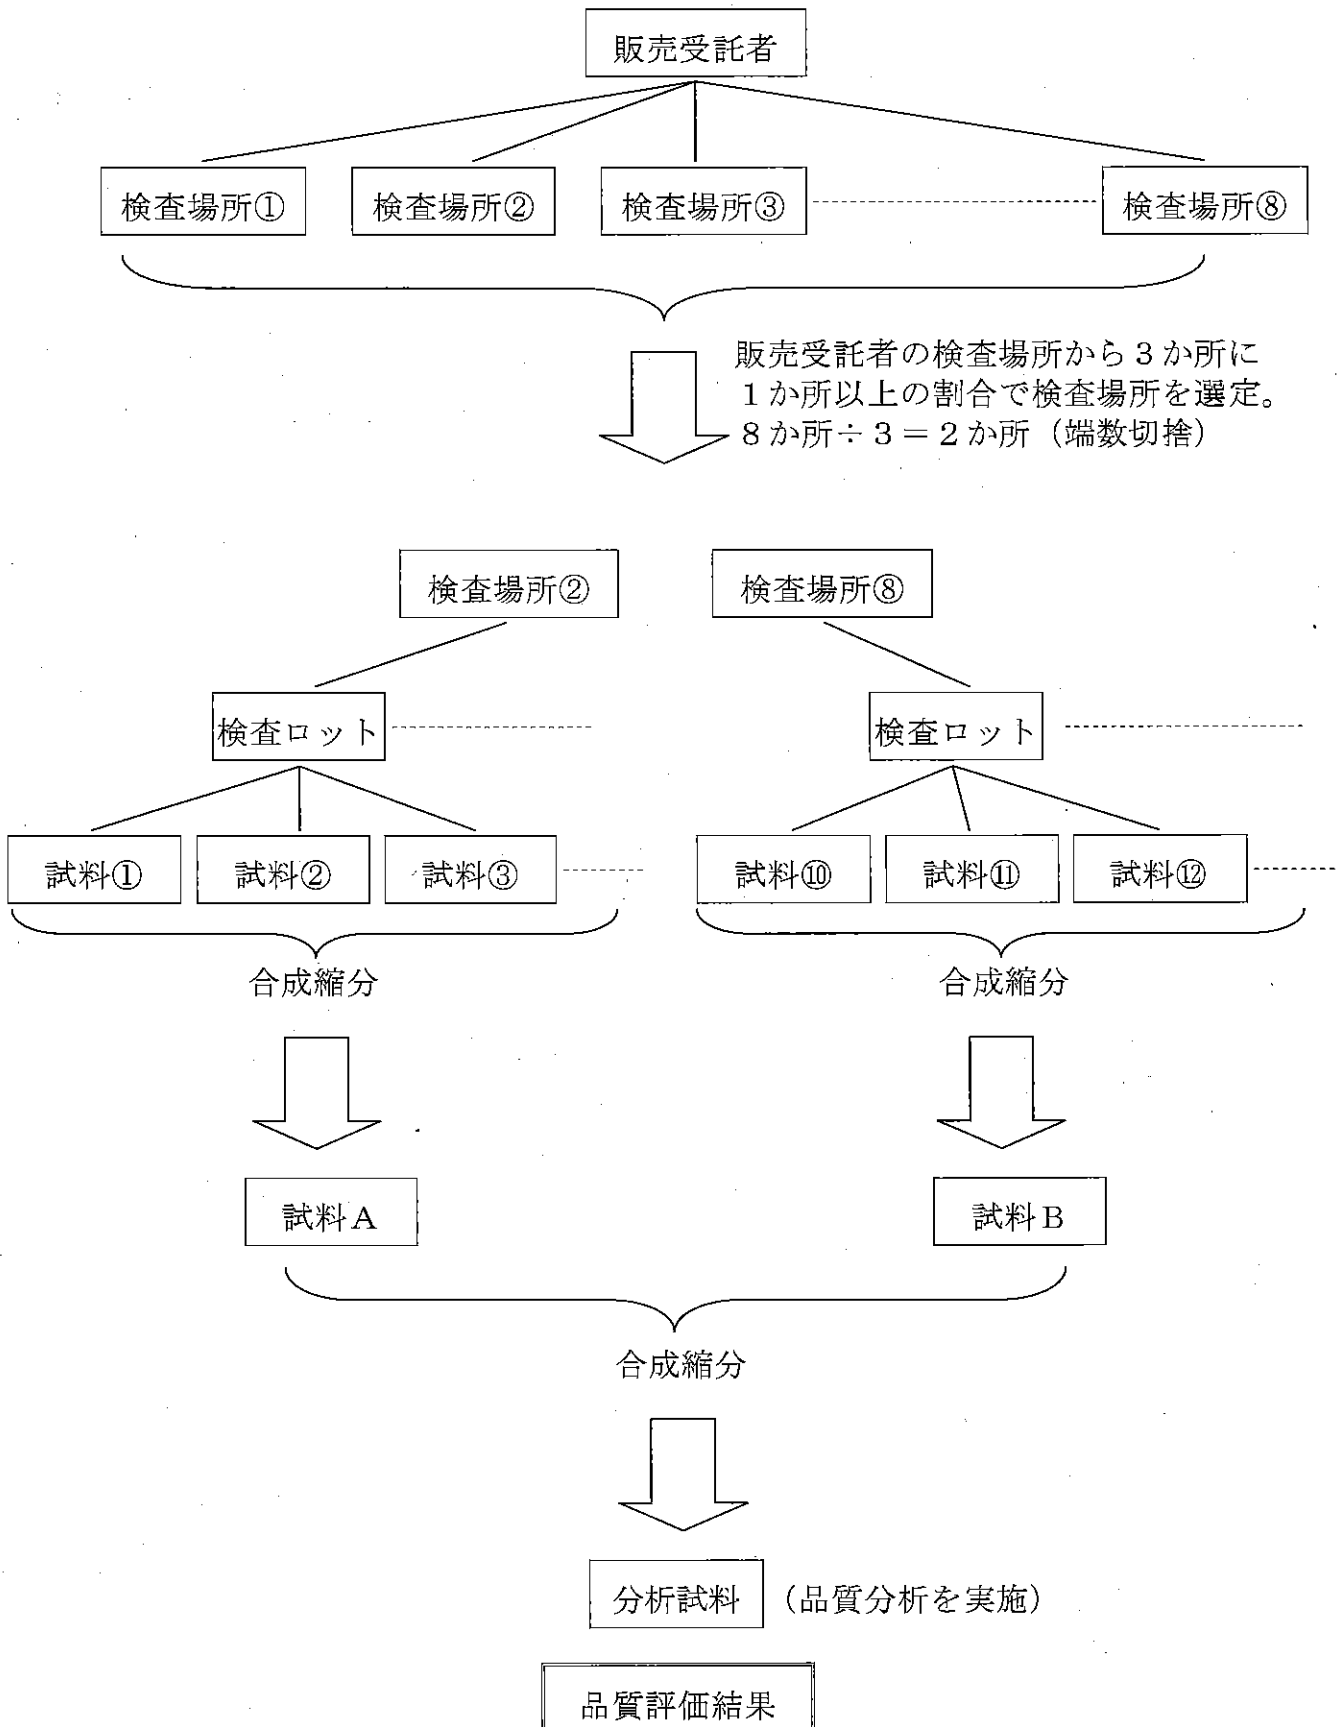 販売受託者
検査場所①
検査場所②
検査場所③
検査場所⑧
販売受託者の検査場所から3か所に
1か所以上の割合で検査場所を選定。
8か所÷3=2か所（端数切捨）
検査場所②
検査場所⑧
検査ロット
検査ロット
試料①
試料②
試料③
試料⑩
試料⑪
試料⑫
合成縮分
合成縮分
試料A
試料B
合成縮分
分析試料
（品質分析を実施）
品質評価結果